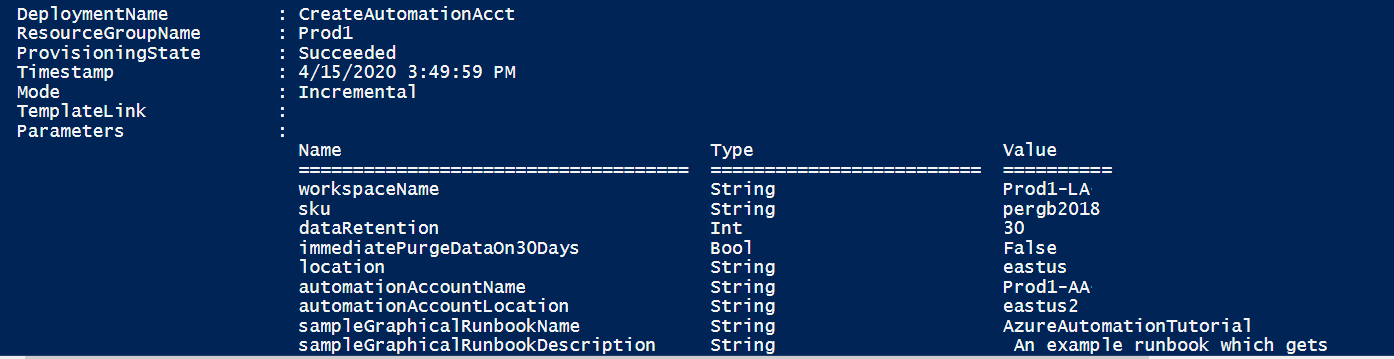 DeploymentName : CreateAutomationAcct
ResourceGroupName : Prod1
ProvisioningState : Succeeded
Timestamp : 4/15/2020 3:49:59 PM
Mode : Incremental
TemplateLink :
Parameters :
Name Type Value
==================================== ========================= ==========
workspaceName String Prod1-LA
sku String pergb2018
dataRetention Int 30
immediatePurgeDataOn30Days Bool False
location String eastus
automationAccountName String Prod1-AA
automationAccountLocation String eastus2
sampleGraphicalRunbookName String AzureAutomationTutorial
sampleGraphicalRunbookDescription String An example runbook which gets